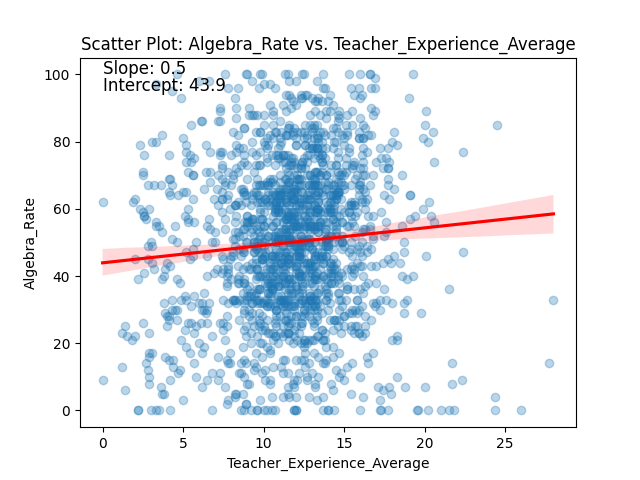 Scatter Plot: Algebra_Rate vs. Teacher_Experience_Average
Slope: 0.5
Intercept: 43.9
100
80
60
40
20
0
Algebra_Rate
0 5 10 15 20 25
Teacher_Experience_Average